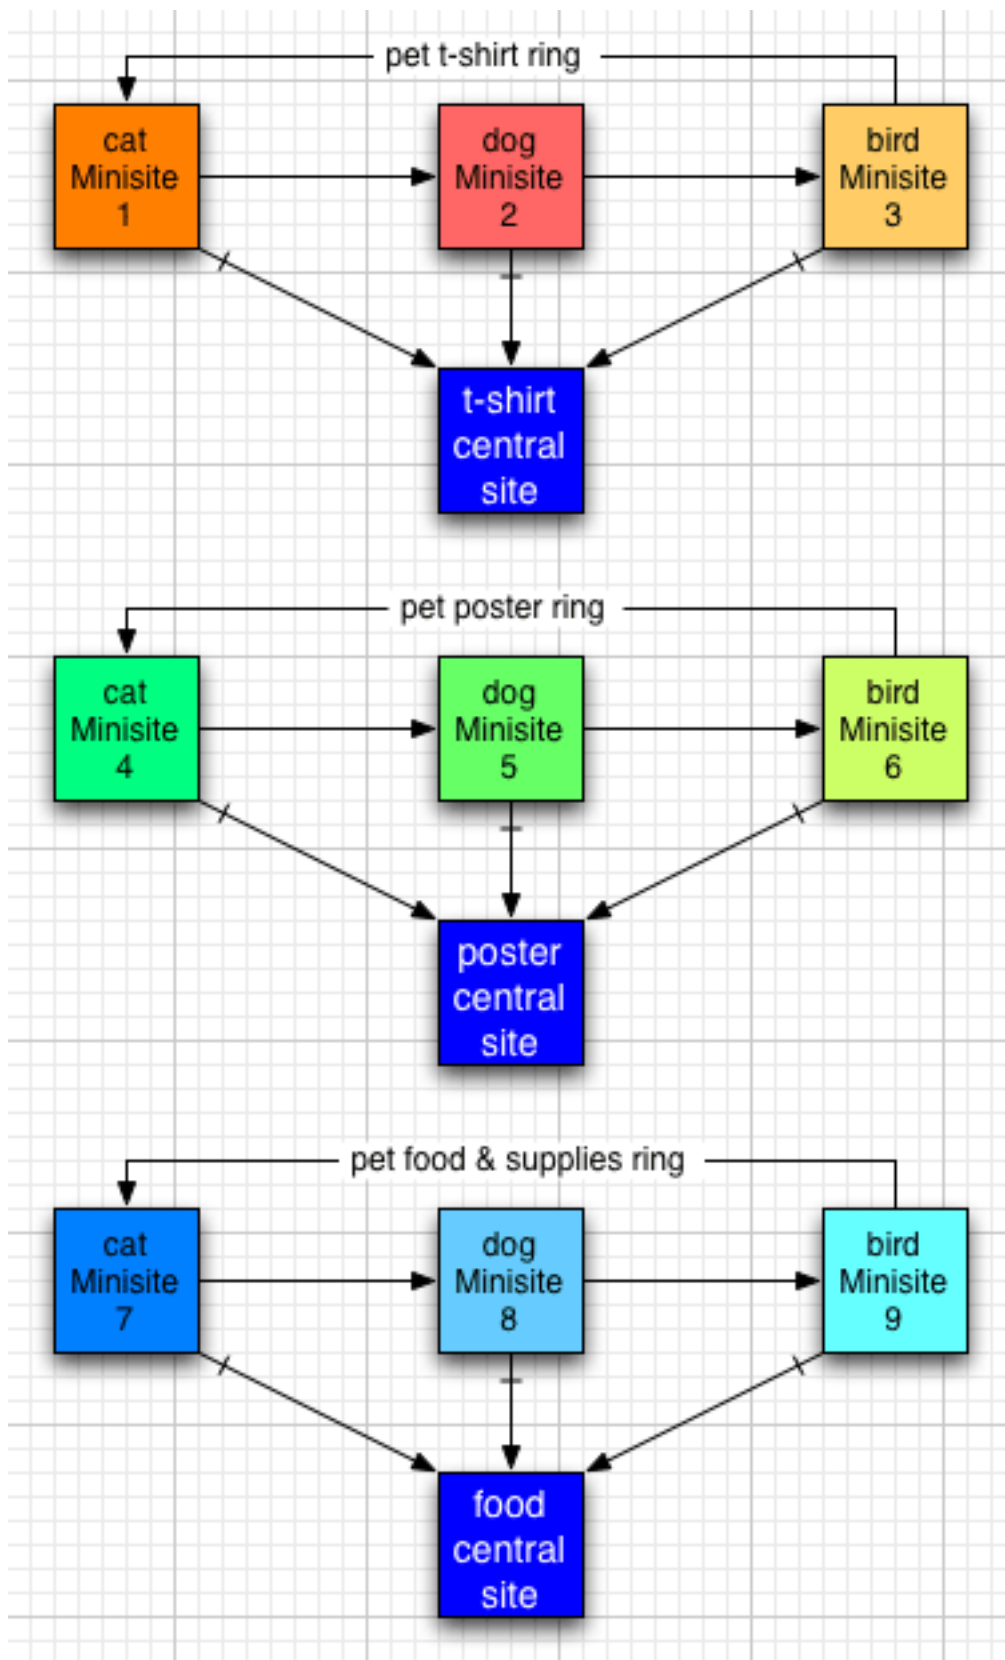 pet t-shirt ring
cat
Minisite
1
dog
Minisite
2
bird
Minisite
3
t-shirt
central
site
pet poster ring
cat
Minisite
4
dog
Minisite
5
bird
Minisite
6
poster
central
site
pet food & supplies ring
cat
Minisite
7
dog
Minisite
8
bird
Minisite
9
food
central
site